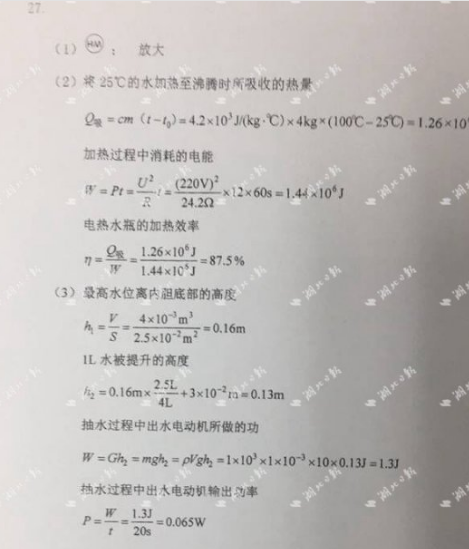 27.
(1) ： 放大
(2) 将 25℃的水加热至沸腾时所吸收的热量
Q吸 = cm (t−t₀) = 4.2×10³J/(kg·℃)×4kg×(100℃−25℃) = 1.26×10
加热过程中消耗的电能
W = Pt = U²/R t = (220V)²/24.2Ω ×12×60s = 1.44×10⁶J
电热水瓶的加热效率
η = Q吸/W = 1.26×10⁶J/1.44×10⁶J = 87.5%
(3) 最高水位离内胆底部的高度
h₁ = V/S = 4×10⁻³m³/2.5×10⁻²m² = 0.16m
1L 水被提升的高度
h₂ = 0.16m× 2.5L/4L +3×10⁻²m = 0.13m
抽水过程中出水电动机所做的功
W = Gh₂ = mgh₂ = ρVgh₂ = 1×10³×1×10⁻³×10×0.13J = 1.3J
抽水过程中出水电动机输出功率
P = W/t = 1.3J/20s = 0.065W